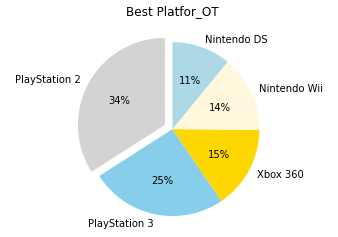 Best Platfor_OT
Nintendo DS
11%
PlayStation 2
34%
Nintendo Wii
14%
15%
Xbox 360
25%
PlayStation 3